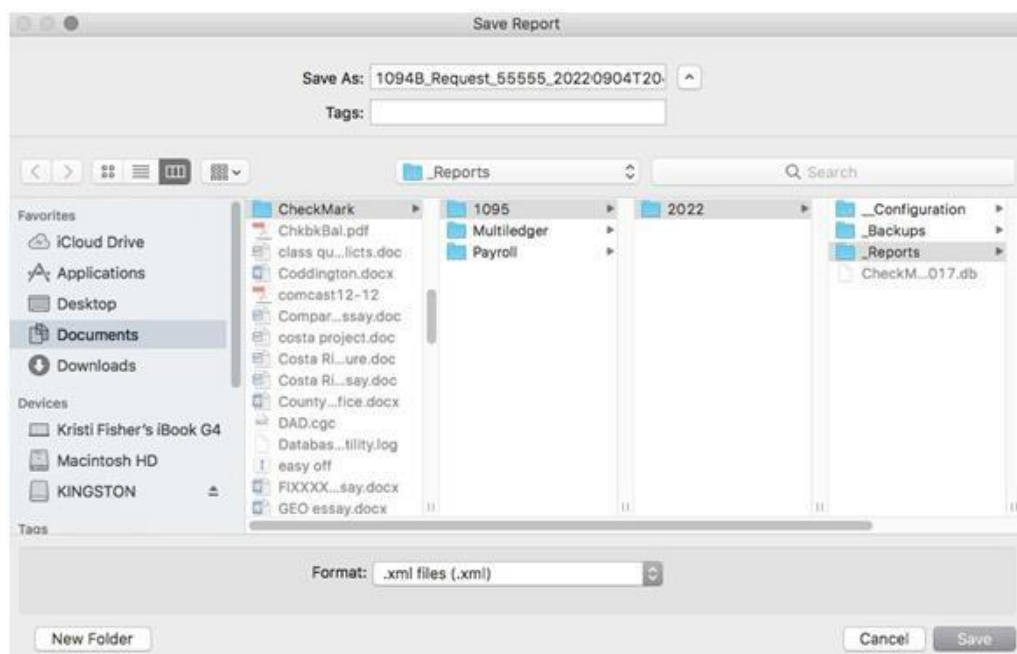 Save Report
Save As: 1094B_Request_55555_20220904T20
Tags:
_Reports
Search
Favorites
iCloud Drive
Applications
Desktop
Documents
Downloads
Devices
Kristi Fisher's iBook G4
Macintosh HD
KINGSTON
Tags
CheckMark
ChkbkBal.pdf
class qu...licts.doc
Coddington.docx
comcast12-12
Compar...ssay.doc
costa project.doc
Costa Ri...ure.doc
Costa Ri...say.doc
County...fice.docx
DAD.cgc
Databas...tility.log
easy off
FIXXXX...say.docx
GEO essay.docx
1095
Multiledger
Payroll
2022
__Configuration
_Backups
_Reports
CheckM...017.db
Format: .xml files (.xml)
New Folder
Cancel
Save